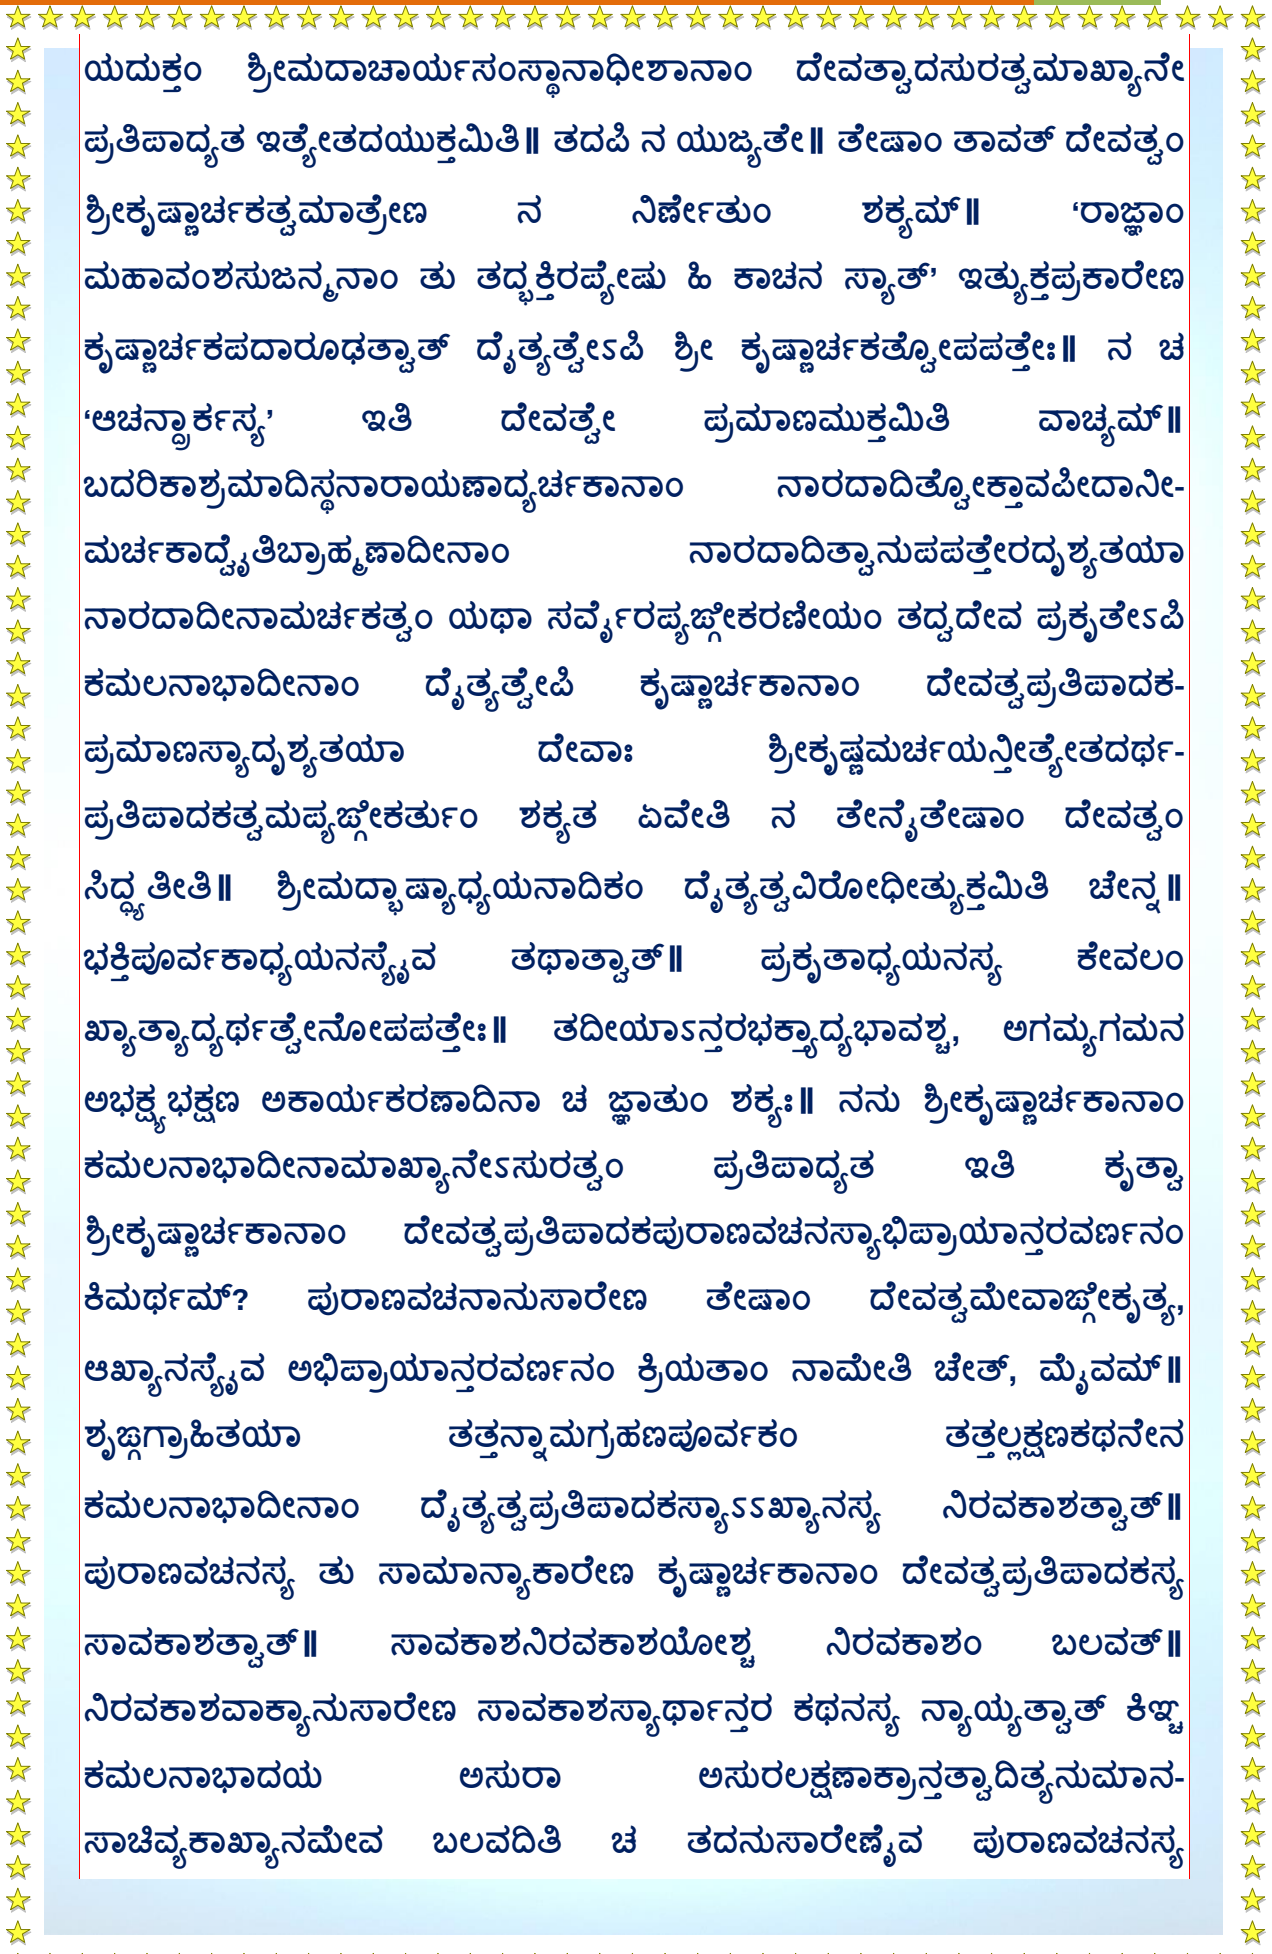 ಯದುಕ್ತಂ ಶ್ರೀಮದಾಚಾರ್ಯಸಂಸ್ಥಾನಾಧೀಶಾನಾಂ ದೇವತ್ವಾದಸುರತ್ವಮಾಖ್ಯಾನೇ
ಪ್ರತಿಪಾದ್ಯತ ಇತ್ಯೇತದಯುಕ್ತಮಿತಿ॥ ತದಪಿ ನ ಯುಜ್ಯತೇ॥ ತೇಷಾಂ ತಾವತ್ ದೇವತ್ವಂ
ಶ್ರೀಕೃಷ್ಣಾರ್ಚಕತ್ವಮಾತ್ರೇಣ ನ ನಿರ್ಣೇತುಂ ಶಕ್ಯಮ್॥ ‘ರಾಜ್ಞಾಂ
ಮಹಾವಂಶಸುಜನ್ಮನಾಂ ತು ತದ್ಭಕ್ತಿರಪ್ಯೇಷು ಹಿ ಕಾಚನ ಸ್ಯಾತ್’ ಇತ್ಯುಕ್ತಪ್ರಕಾರೇಣ
ಕೃಷ್ಣಾರ್ಚಕಪದಾರೂಢತ್ವಾತ್ ದೈತ್ಯತ್ವೇಽಪಿ ಶ್ರೀ ಕೃಷ್ಣಾರ್ಚಕತ್ವೋಪಪತ್ತೇಃ॥ ನ ಚ
‘ಆಚನ್ದ್ರಾರ್ಕಸ್ಯ’ ಇತಿ ದೇವತ್ವೇ ಪ್ರಮಾಣಮುಕ್ತಮಿತಿ ವಾಚ್ಯಮ್॥
ಬದರಿಕಾಶ್ರಮಾದಿಸ್ಥನಾರಾಯಣಾದ್ಯರ್ಚಕಾನಾಂ ನಾರದಾದಿತ್ವೋಕ್ತಾವಪೀದಾನೀ-
ಮರ್ಚಕಾದ್ವೈತಿಬ್ರಾಹ್ಮಣಾದೀನಾಂ ನಾರದಾದಿತ್ವಾನುಪಪತ್ತೇರದೃಶ್ಯತಯಾ
ನಾರದಾದೀನಾಮರ್ಚಕತ್ವಂ ಯಥಾ ಸರ್ವೈರಪ್ಯಙ್ಗೀಕರಣೀಯಂ ತದ್ವದೇವ ಪ್ರಕೃತೇಽಪಿ
ಕಮಲನಾಭಾದೀನಾಂ ದೈತ್ಯತ್ವೇಪಿ ಕೃಷ್ಣಾರ್ಚಕಾನಾಂ ದೇವತ್ವಪ್ರತಿಪಾದಕ-
ಪ್ರಮಾಣಸ್ಯಾದೃಶ್ಯತಯಾ ದೇವಾಃ ಶ್ರೀಕೃಷ್ಣಮರ್ಚಯನ್ತೀತ್ಯೇತದರ್ಥ-
ಪ್ರತಿಪಾದಕತ್ವಮಪ್ಯಙ್ಗೀಕರ್ತುಂ ಶಕ್ಯತ ಏವೇತಿ ನ ತೇನೈತೇಷಾಂ ದೇವತ್ವಂ
ಸಿದ್ಧ್ಯತೀತಿ॥ ಶ್ರೀಮದ್ಭಾಷ್ಯಾಧ್ಯಯನಾದಿಕಂ ದೈತ್ಯತ್ವವಿರೋಧೀತ್ಯುಕ್ತಮಿತಿ ಚೇನ್ನ॥
ಭಕ್ತಿಪೂರ್ವಕಾಧ್ಯಯನಸ್ಯೈವ ತಥಾತ್ವಾತ್॥ ಪ್ರಕೃತಾಧ್ಯಯನಸ್ಯ ಕೇವಲಂ
ಖ್ಯಾತ್ಯಾದ್ಯರ್ಥತ್ವೇನೋಪಪತ್ತೇಃ॥ ತದೀಯಾಽನ್ತರಭಕ್ತ್ಯಾದ್ಯಭಾವಶ್ಚ, ಅಗಮ್ಯಗಮನ
ಅಭಕ್ಷ್ಯಭಕ್ಷಣ ಅಕಾರ್ಯಕರಣಾದಿನಾ ಚ ಜ್ಞಾತುಂ ಶಕ್ಯಃ॥ ನನು ಶ್ರೀಕೃಷ್ಣಾರ್ಚಕಾನಾಂ
ಕಮಲನಾಭಾದೀನಾಮಾಖ್ಯಾನೇಽಸುರತ್ವಂ ಪ್ರತಿಪಾದ್ಯತ ಇತಿ ಕೃತ್ವಾ
ಶ್ರೀಕೃಷ್ಣಾರ್ಚಕಾನಾಂ ದೇವತ್ವಪ್ರತಿಪಾದಕಪುರಾಣವಚನಸ್ಯಾಭಿಪ್ರಾಯಾನ್ತರವರ್ಣನಂ
ಕಿಮರ್ಥಮ್? ಪುರಾಣವಚನಾನುಸಾರೇಣ ತೇಷಾಂ ದೇವತ್ವಮೇವಾಙ್ಗೀಕೃತ್ಯ,
ಆಖ್ಯಾನಸ್ಯೈವ ಅಭಿಪ್ರಾಯಾನ್ತರವರ್ಣನಂ ಕ್ರಿಯತಾಂ ನಾಮೇತಿ ಚೇತ್, ಮೈವಮ್॥
ಶೃಙ್ಗಗ್ರಾಹಿತಯಾ ತತ್ತನ್ನಾಮಗ್ರಹಣಪೂರ್ವಕಂ ತತ್ತಲ್ಲಕ್ಷಣಕಥನೇನ
ಕಮಲನಾಭಾದೀನಾಂ ದೈತ್ಯತ್ವಪ್ರತಿಪಾದಕಸ್ಯಾಽಽಖ್ಯಾನಸ್ಯ ನಿರವಕಾಶತ್ವಾತ್॥
ಪುರಾಣವಚನಸ್ಯ ತು ಸಾಮಾನ್ಯಾಕಾರೇಣ ಕೃಷ್ಣಾರ್ಚಕಾನಾಂ ದೇವತ್ವಪ್ರತಿಪಾದಕಸ್ಯ
ಸಾವಕಾಶತ್ವಾತ್॥ ಸಾವಕಾಶನಿರವಕಾಶಯೋಶ್ಚ ನಿರವಕಾಶಂ ಬಲವತ್॥
ನಿರವಕಾಶವಾಕ್ಯಾನುಸಾರೇಣ ಸಾವಕಾಶಸ್ಯಾರ್ಥಾನ್ತರ ಕಥನಸ್ಯ ನ್ಯಾಯ್ಯತ್ವಾತ್ ಕಿಞ್ಚ
ಕಮಲನಾಭಾದಯ ಅಸುರಾ ಅಸುರಲಕ್ಷಣಾಕ್ರಾನ್ತತ್ವಾದಿತ್ಯನುಮಾನ-
ಸಾಚಿವ್ಯಕಾಖ್ಯಾನಮೇವ ಬಲವದಿತಿ ಚ ತದನುಸಾರೇಣೈವ ಪುರಾಣವಚನಸ್ಯ